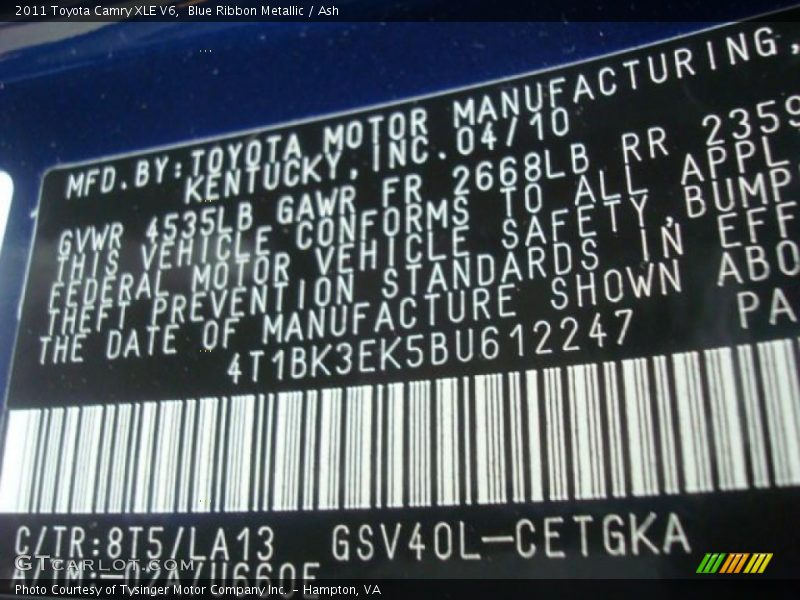 2011 Toyota Camry XLE V6,  Blue Ribbon Metallic / Ash
MFD.BY:TOYOTA MOTOR MANUFACTURING,
KENTUCKY,INC.04/10
GVWR 4535LB GAWR FR 2668LB RR 2359
THIS VEHICLE CONFORMS TO ALL APPL
FEDERAL MOTOR VEHICLE SAFETY,BUMP
THEFT PREVENTION STANDARDS IN EFF
THE DATE OF MANUFACTURE SHOWN ABO
4T1BK3EK5BU612247 PA
C/TR:8T5/LA13 GSV40L-CETGKA
A/TM:-02A/U660E
GTCARLOT.COM
Photo Courtesy of Tysinger Motor Company Inc. - Hampton, VA